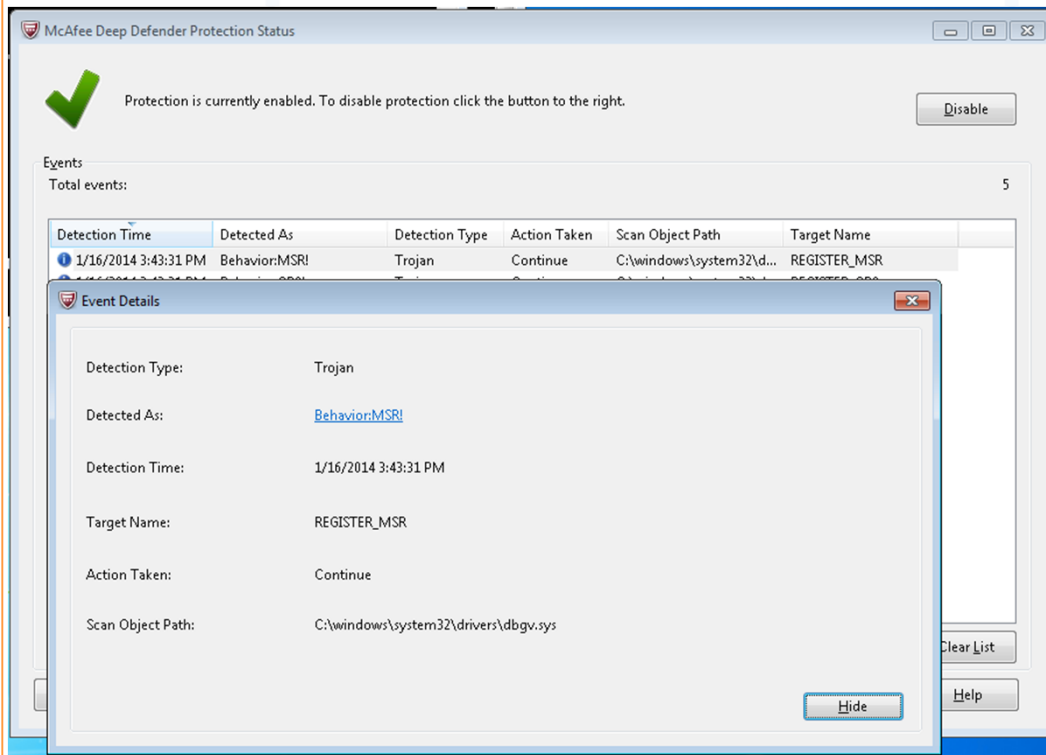 McAfee Deep Defender Protection Status
Protection is currently enabled. To disable protection click the button to the right.
Disable
Events
Total events: 5
Detection Time Detected As Detection Type Action Taken Scan Object Path Target Name
1/16/2014 3:43:31 PM Behavior:MSR! Trojan Continue C:\windows\system32\d... REGISTER_MSR
Event Details
Detection Type: Trojan
Detected As: Behavior:MSR!
Detection Time: 1/16/2014 3:43:31 PM
Target Name: REGISTER_MSR
Action Taken: Continue
Scan Object Path: C:\windows\system32\drivers\dbgv.sys
Clear List
Hide
Help